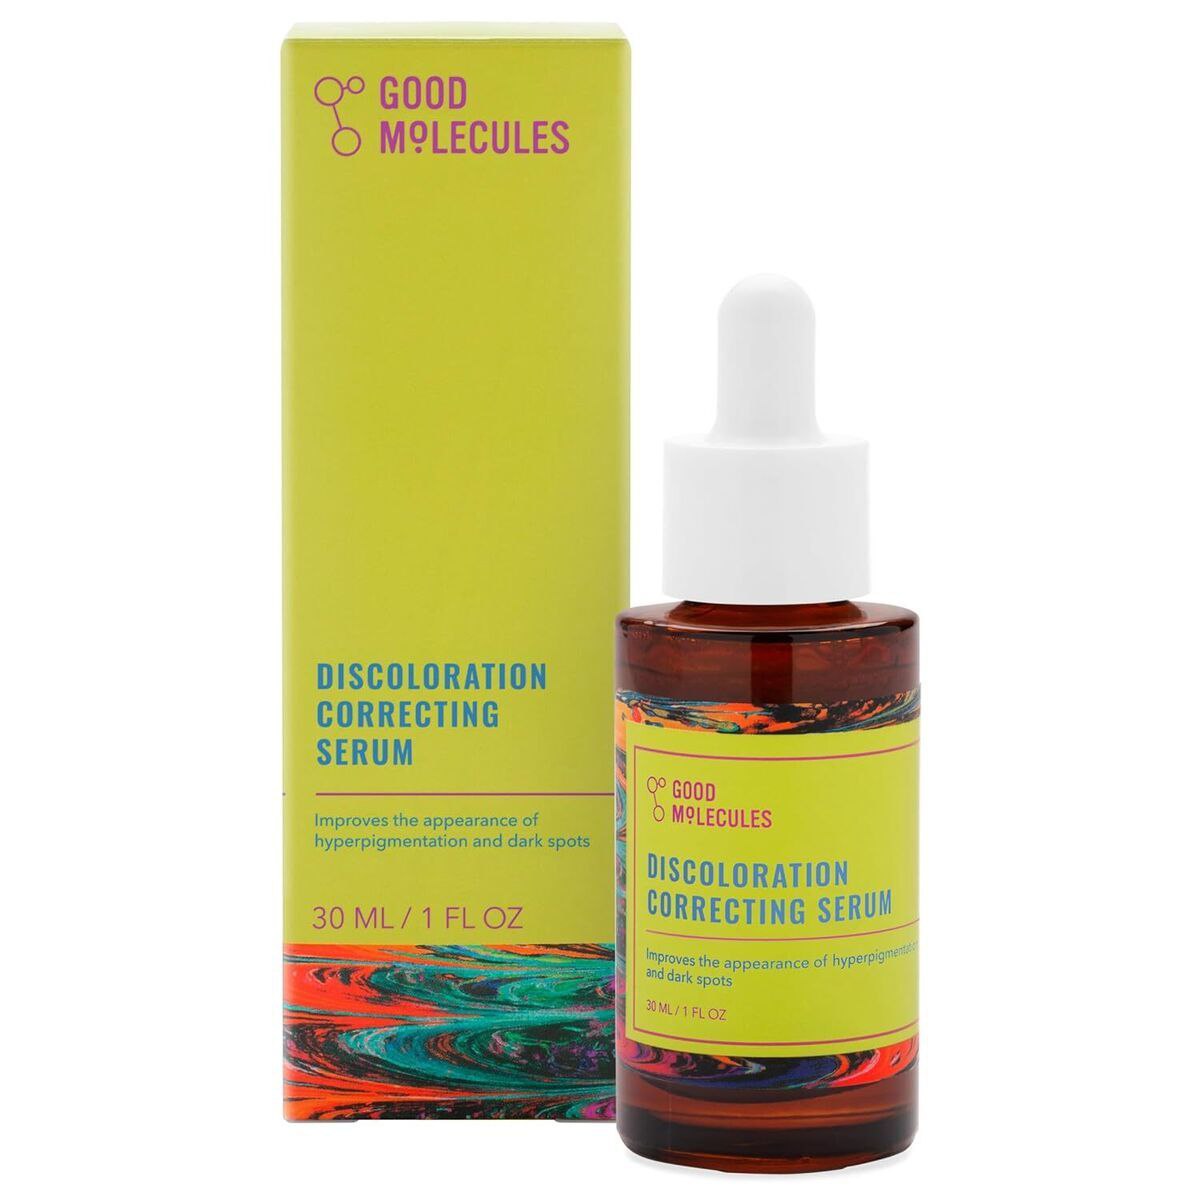 GOOD
MOLECULES
DISCOLORATION
CORRECTING
SERUM
Improves the appearance of
hyperpigmentation and dark spots
30 ML / 1 FL OZ
GOOD
MOLECULES
DISCOLORATION
CORRECTING SERUM
Improves the appearance of hyperpigmentation
and dark spots
30 ML / 1 FL OZ